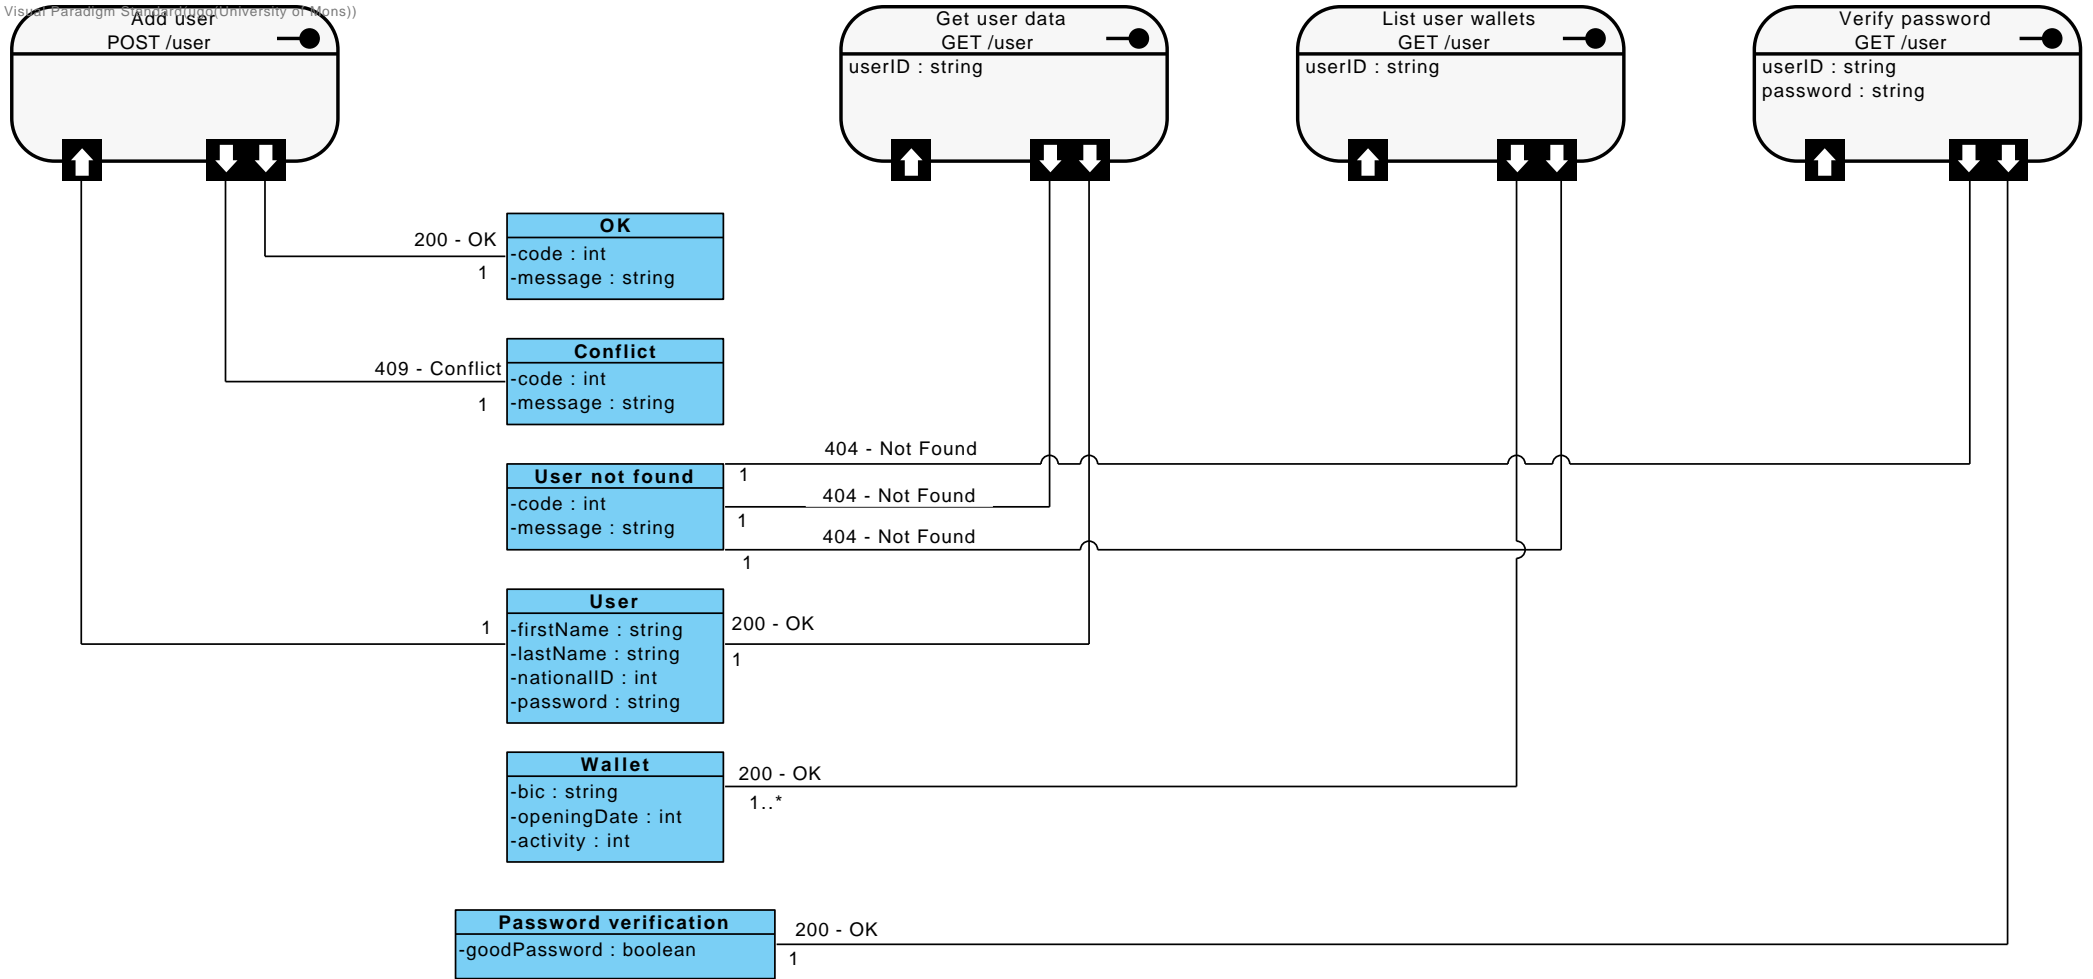 Visual Paradigm Standard(ugo(University of Mons))
Add user
POST /user
Get user data
GET /user
userID : string
List user wallets
GET /user
userID : string
Verify password
GET /user
userID : string
password : string
200 - OK
1
OK
-code : int
-message : string
409 - Conflict
1
Conflict
-code : int
-message : string
404 - Not Found
1
User not found
-code : int
-message : string
404 - Not Found
1
404 - Not Found
1
1
User
-firstName : string
-lastName : string
-nationalID : int
-password : string
200 - OK
1
Wallet
-bic : string
-openingDate : int
-activity : int
200 - OK
1..*
Password verification
-goodPassword : boolean
200 - OK
1